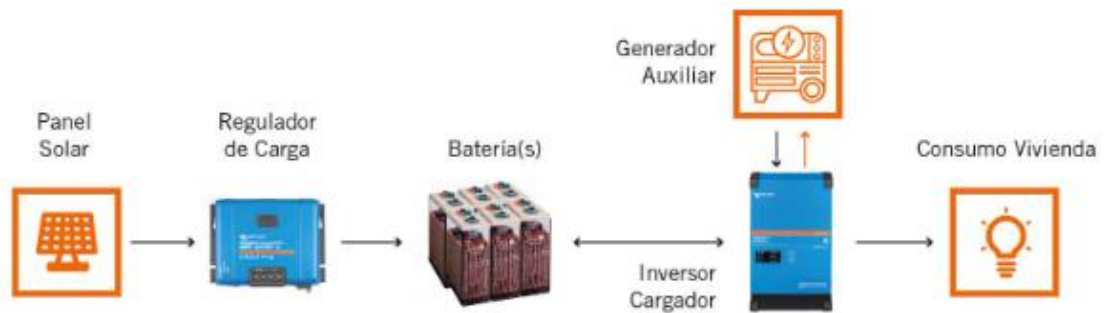 Generador
Auxiliar
Panel
Solar
Regulador
de Carga
Batería(s)
Consumo Vivienda
Inversor
Cargador